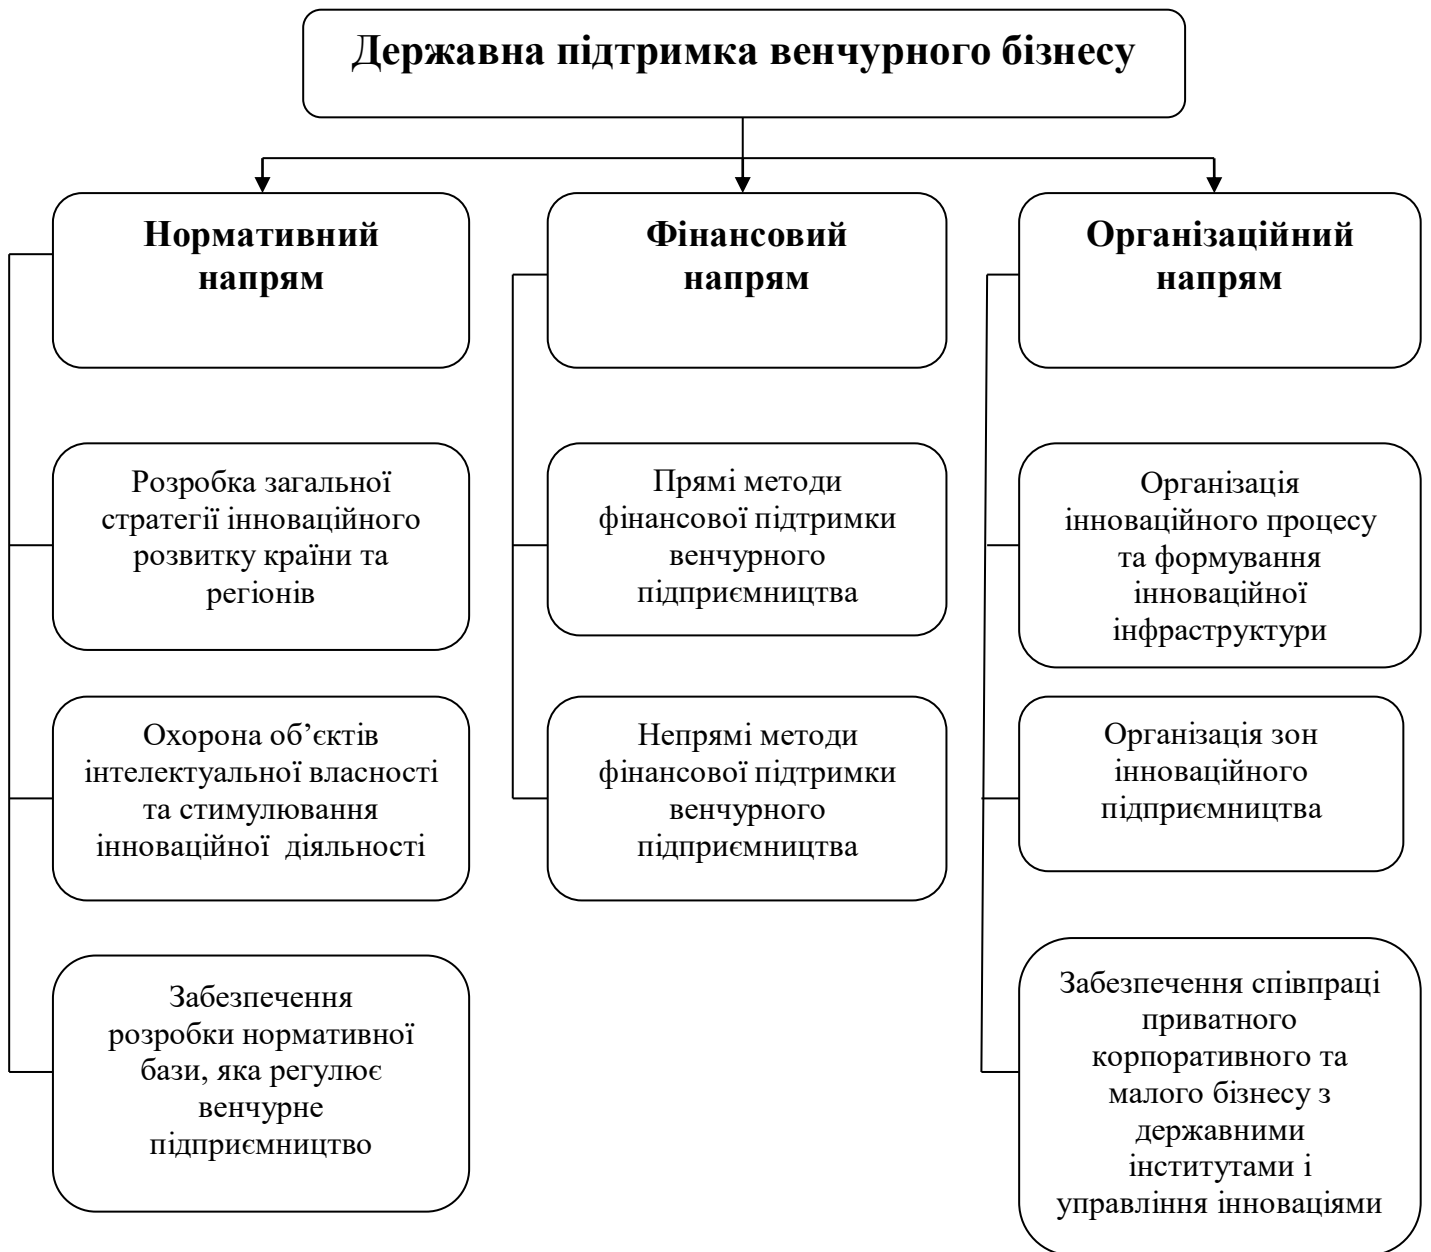 Державна підтримка венчурного бізнесу
Нормативний
напрям
Фінансовий
напрям
Організаційний
напрям
Розробка загальної
стратегії інноваційного
розвитку країни та
регіонів
Прямі методи
фінансової підтримки
венчурного
підприємництва
Організація
інноваційного процесу
та формування
інноваційної
інфраструктури
Охорона об’єктів
інтелектуальної власності
та стимулювання
інноваційної діяльності
Непрямі методи
фінансової підтримки
венчурного
підприємництва
Організація зон
інноваційного
підприємництва
Забезпечення
розробки нормативної
бази, яка регулює
венчурне
підприємництво
Забезпечення співпраці
приватного
корпоративного та
малого бізнесу з
державними
інститутами і
управління інноваціями